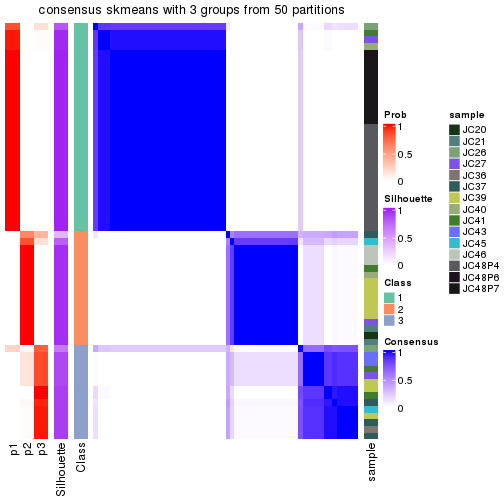 consensus skmeans with 3 groups from 50 partitions
Prob
1
0.5
0
Silhouette
1
0.5
0
Class
1
2
3
Consensus
1
0.5
0
sample
JC20
JC21
JC26
JC27
JC36
JC37
JC39
JC40
JC41
JC43
JC45
JC46
JC48P4
JC48P6
JC48P7
p1
p2
p3
Silhouette
Class
sample